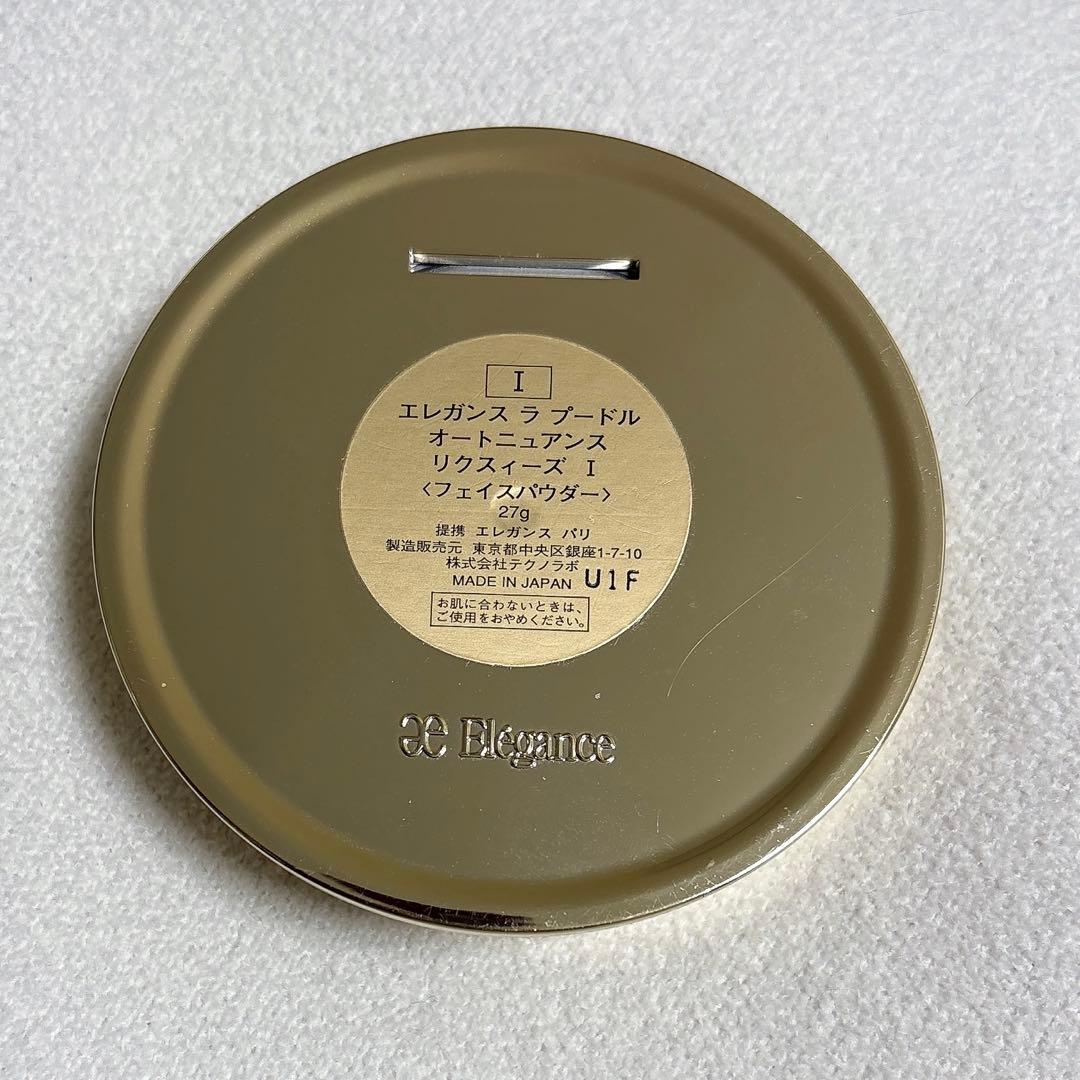 I
エレガンス ラ プードル
オートニュアンス
リクスィーズ I
〈フェイスパウダー〉
27g
提携 エレガンス パリ
製造販売元 東京都中央区銀座1-7-10
株式会社テクノラボ
MADE IN JAPAN U1F
お肌に合わないときは、
ご使用をおやめください。
æ Elégance